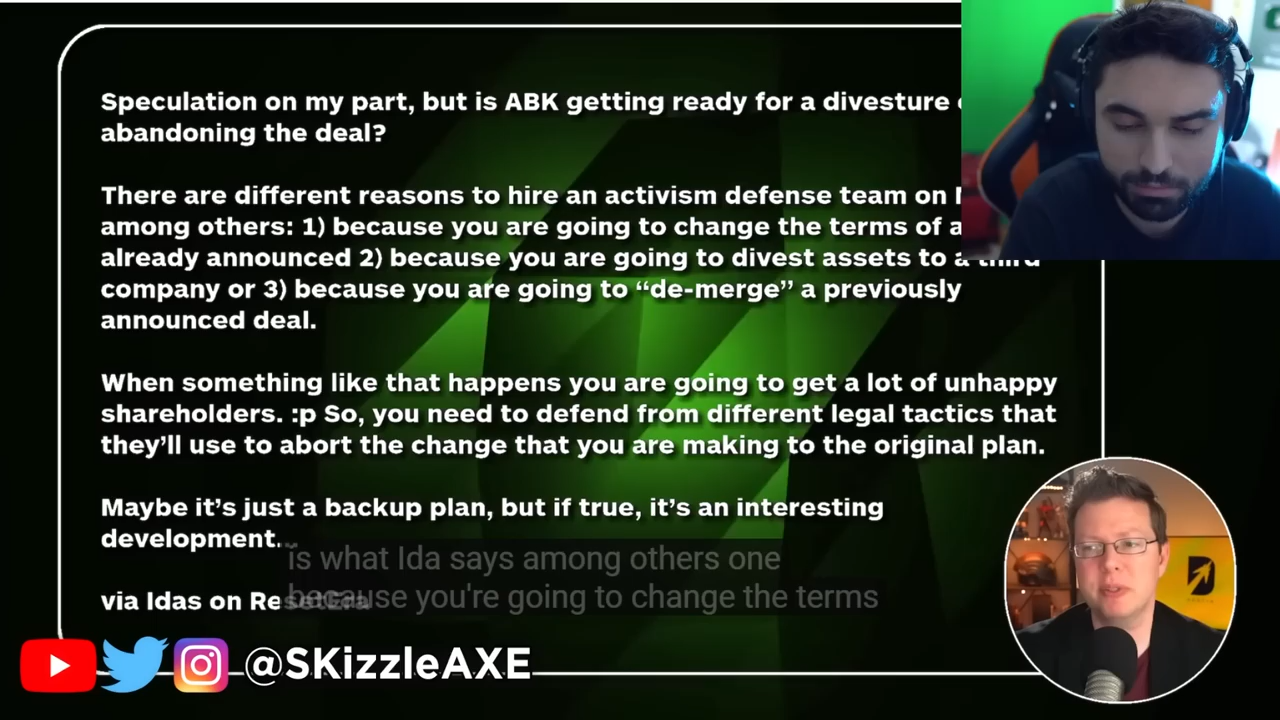 Speculation on my part, but is ABK getting ready for a divesture
abandoning the deal?
There are different reasons to hire an activism defense team on
among others: 1) because you are going to change the terms of a
already announced 2) because you are going to divest assets to a third
company or 3) because you are going to “de-merge” a previously
announced deal.
When something like that happens you are going to get a lot of unhappy
shareholders. :p So, you need to defend from different legal tactics that
they’ll use to abort the change that you are making to the original plan.
Maybe it’s just a backup plan, but if true, it’s an interesting
development...
is what Ida says among others one
because you're going to change the terms
via Idas on ResetEra
@SKizzleAXE